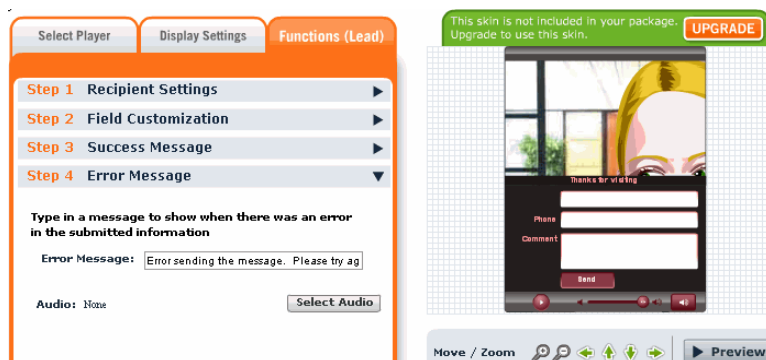 Select Player
Display Settings
Functions (Lead)
Step 1 Recipient Settings
Step 2 Field Customization
Step 3 Success Message
Step 4 Error Message
Type in a message to show when there was an error
in the submitted information
Error Message: Error sending the message. Please try ag
Audio: None
Select Audio
This skin is not included in your package.
Upgrade to use this skin.
UPGRADE
Thanks for visiting
Phone
Comment
Send
Move / Zoom
Preview